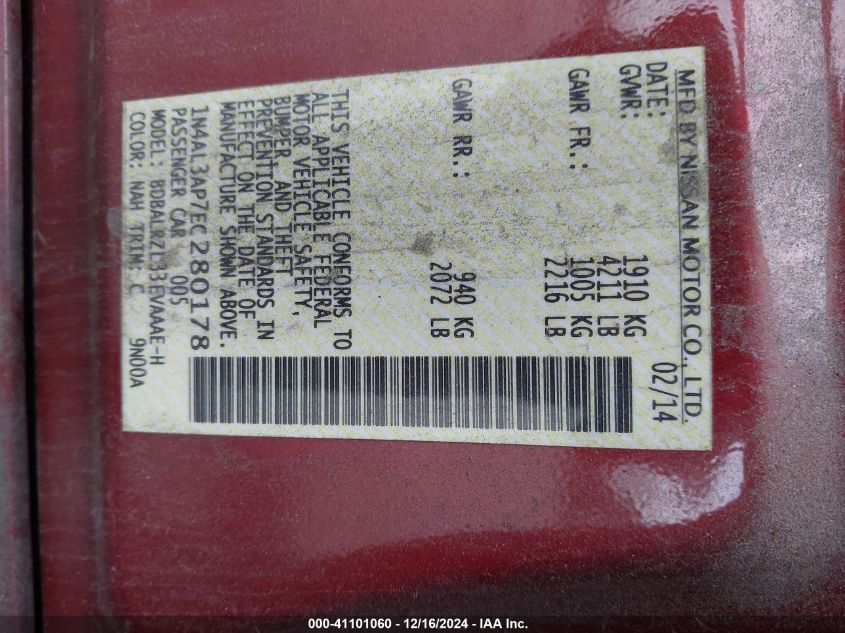 MFD BY NISSAN MOTOR CO., LTD.
DATE: 02/14
GVWR: 1910 KG
4211 LB
GAWR FR.: 1005 KG
2216 LB
GAWR RR.: 940 KG
2072 LB
THIS VEHICLE CONFORMS TO
ALL APPLICABLE FEDERAL
MOTOR VEHICLE SAFETY,
BUMPER AND THEFT
PREVENTION STANDARDS IN
EFFECT ON THE DATE OF
MANUFACTURE SHOWN ABOVE.
1N4AL3AP7EC280178
PASSENGER CAR 005
MODEL: BDBALRZL33EVAAAE-H
COLOR: NAH TRIM: C 9N00A
000-41101060 - 12/16/2024 - IAA Inc.